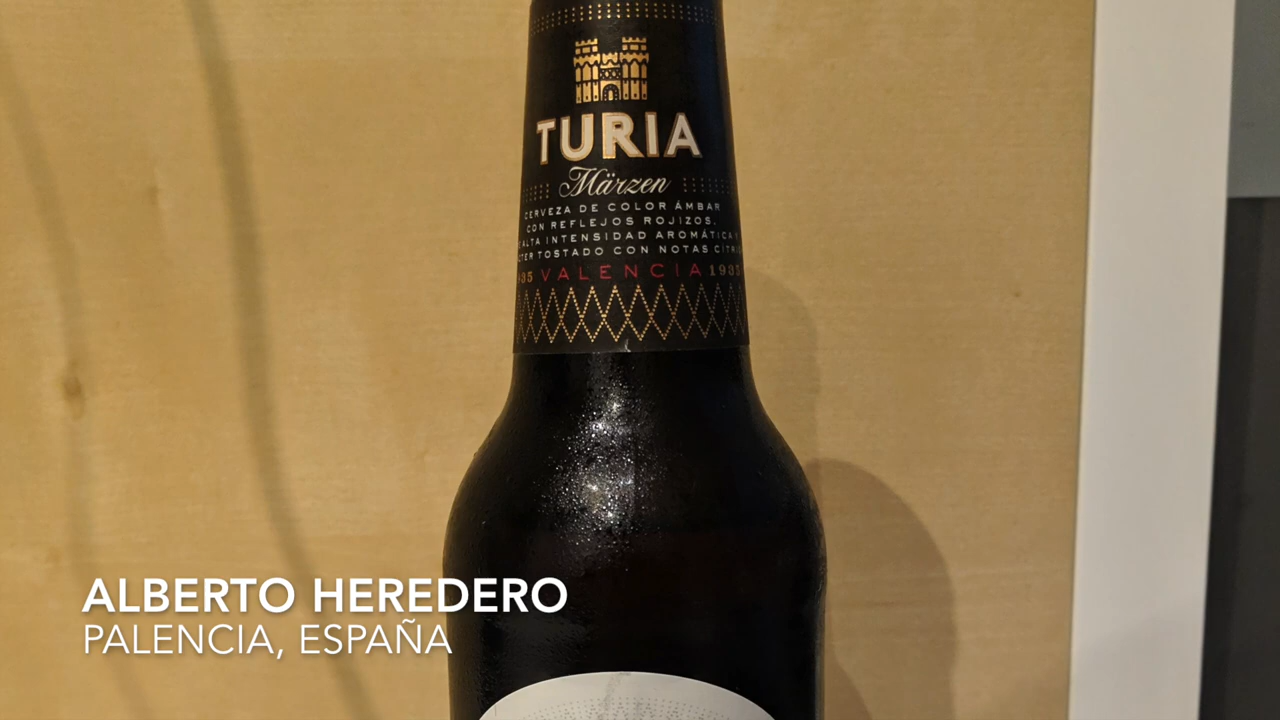 TURIA
Märzen
CERVEZA DE COLOR ÁMBAR
CON REFLEJOS ROJIZOS.
ALTA INTENSIDAD AROMÁTICA Y
TOSTADO CON NOTAS
VALENCIA 1935
ALBERTO HEREDERO
PALENCIA, ESPAÑA